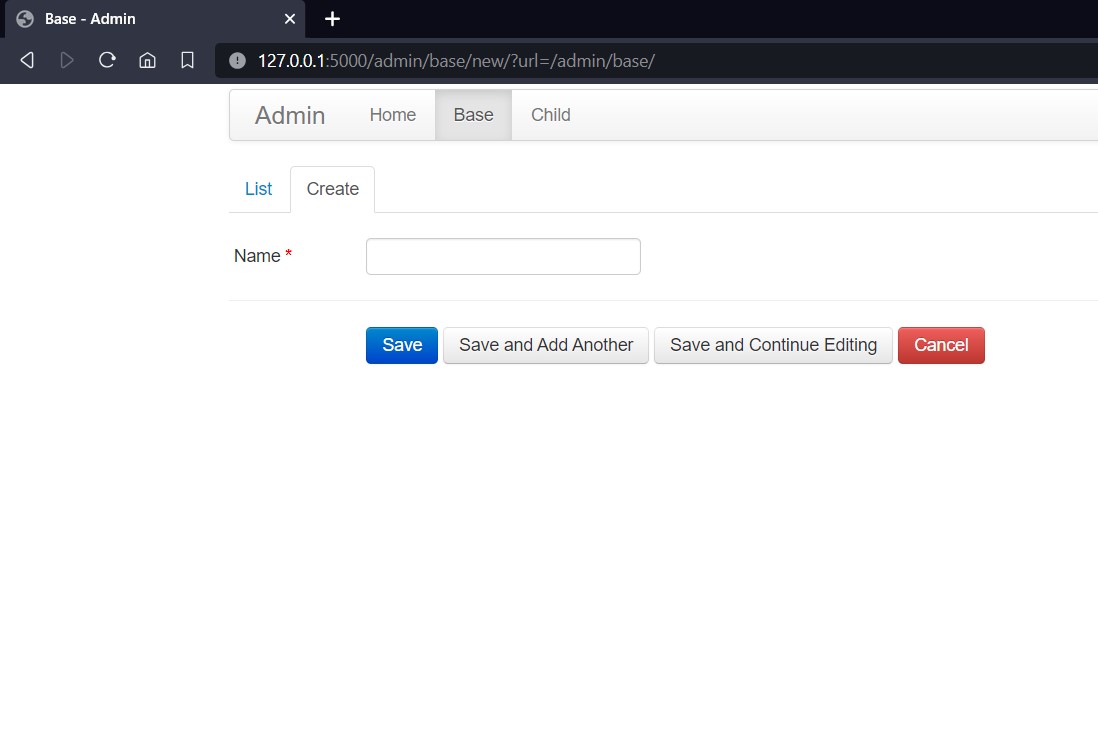 Base - Admin
127.0.0.1:5000/admin/base/new/?url=/admin/base/
Admin Home Base Child
List Create
Name *
Save Save and Add Another Save and Continue Editing Cancel